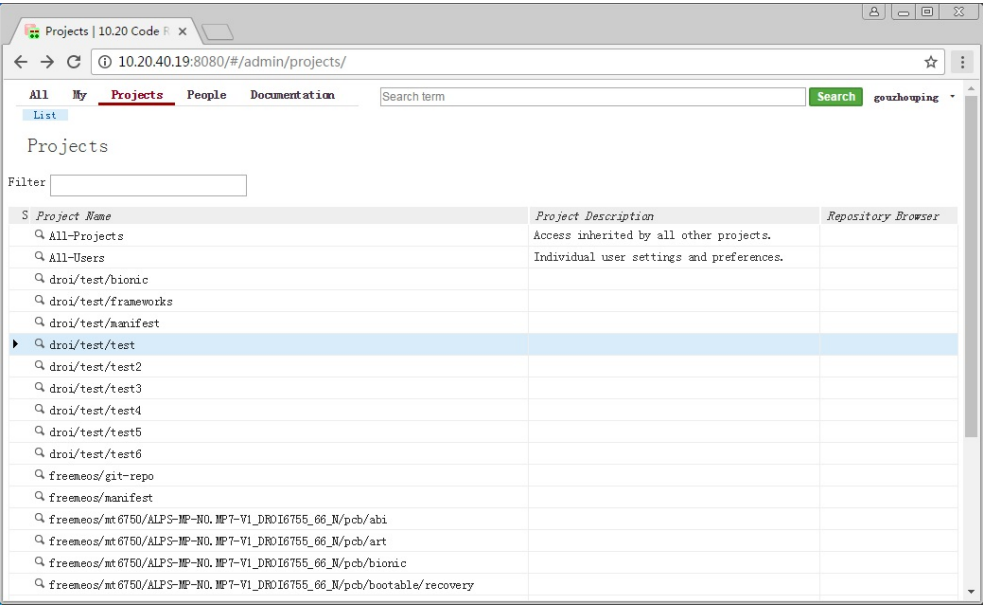 Projects | 10.20 Code R
10.20.40.19:8080/#/admin/projects/
All My Projects People Documentation Search term Search gouzhouping
List
Projects
Filter
S Project Name Project Description Repository Browser
All-Projects Access inherited by all other projects.
All-Users Individual user settings and preferences.
droi/test/bionic
droi/test/frameworks
droi/test/manifest
droi/test/test
droi/test/test2
droi/test/test3
droi/test/test4
droi/test/test5
droi/test/test6
freemeos/git-repo
freemeos/manifest
freemeos/mt6750/ALPS-MP-N0.MP7-V1_DROI6755_66_N/pcb/abi
freemeos/mt6750/ALPS-MP-N0.MP7-V1_DROI6755_66_N/pcb/art
freemeos/mt6750/ALPS-MP-N0.MP7-V1_DROI6755_66_N/pcb/bionic
freemeos/mt6750/ALPS-MP-N0.MP7-V1_DROI6755_66_N/pcb/bootable/recovery